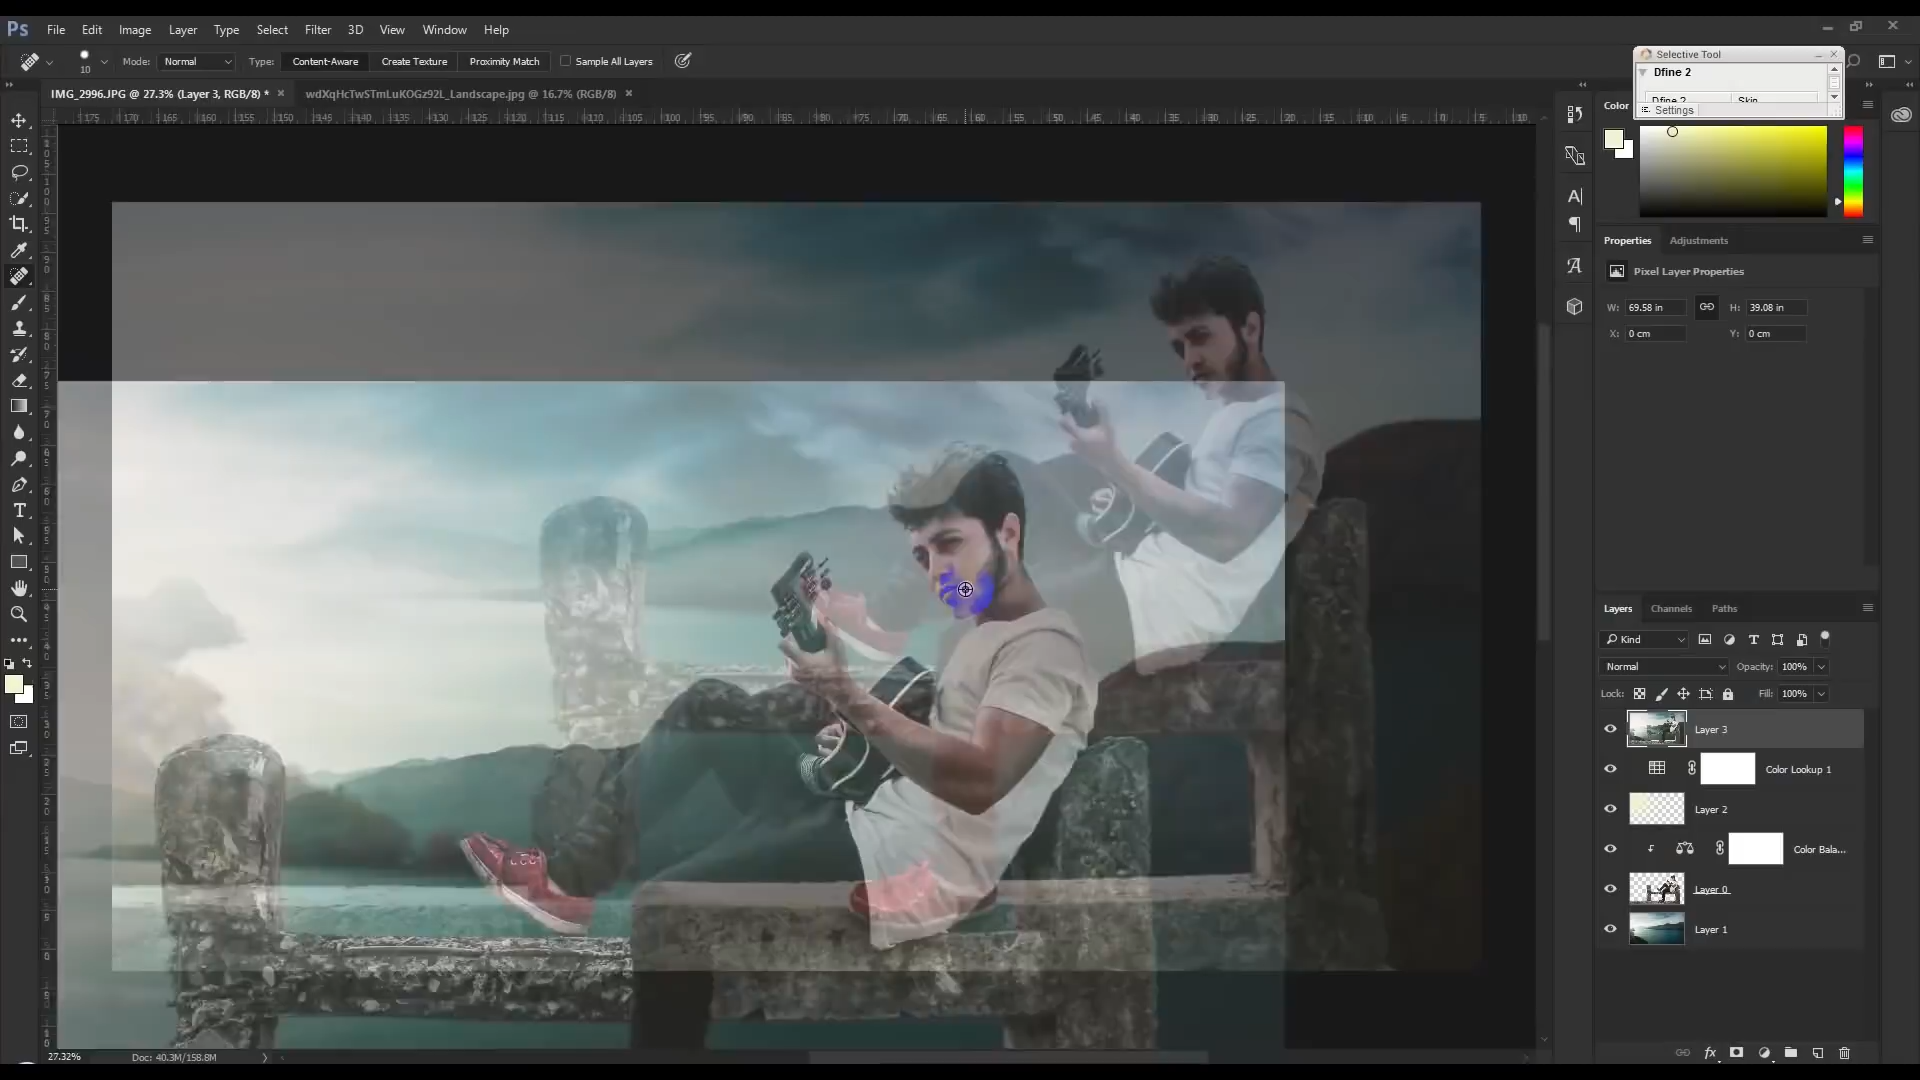 Ps File Edit Image Layer Type Select Filter 3D View Window Help
Selective Tool
10 Mode: Normal Type: Content-Aware Create Texture Proximity Match Sample All Layers
Dfine 2
IMG_2996.JPG @ 27.3% (Layer 3, RGB/8) * wdXqHcTwSTmLuKOGz92L_Landscape.jpg @ 16.7% (RGB/8)
Dfine 2 Skin
Color
Settings
Properties Adjustments
Pixel Layer Properties
W: 69.58 in H: 39.08 in
X: 0 cm Y: 0 cm
Layers Channels Paths
Kind
Normal Opacity: 100%
Lock: Fill: 100%
Layer 3
Color Lookup 1
Layer 2
Color Bala...
Layer 0
Layer 1
27.32% Doc: 40.3M/158.8M
fx